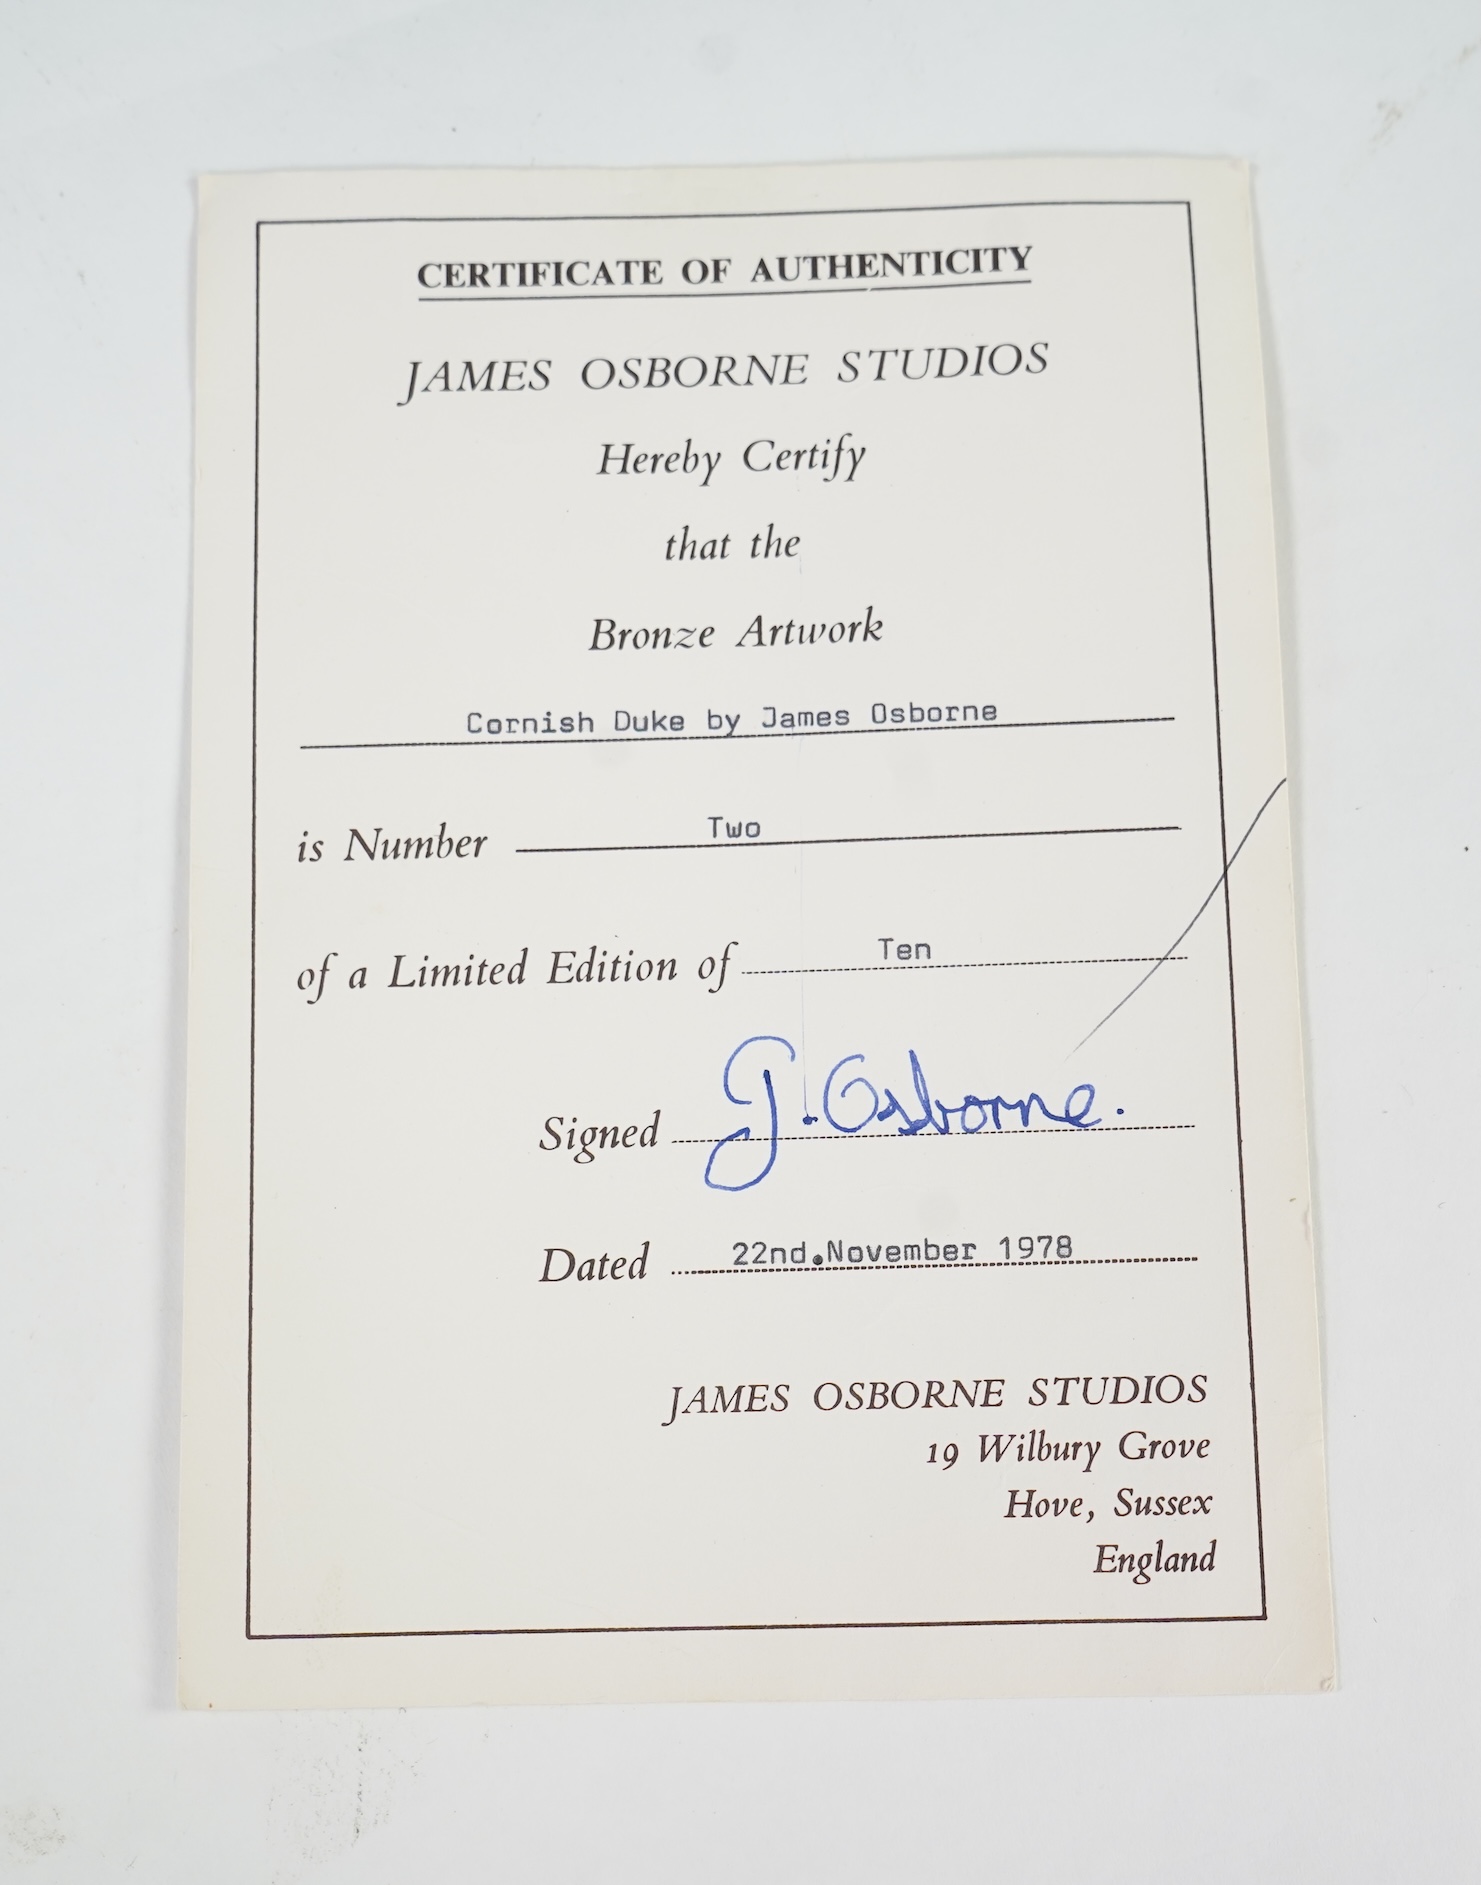 CERTIFICATE OF AUTHENTICITY
JAMES OSBORNE STUDIOS
Hereby Certify
that the
Bronze Artwork
Cornish Duke by James Osborne
is Number Two
of a Limited Edition of Ten
Signed J. Osborne.
Dated 22nd.November 1978
JAMES OSBORNE STUDIOS
19 Wilbury Grove
Hove, Sussex
England